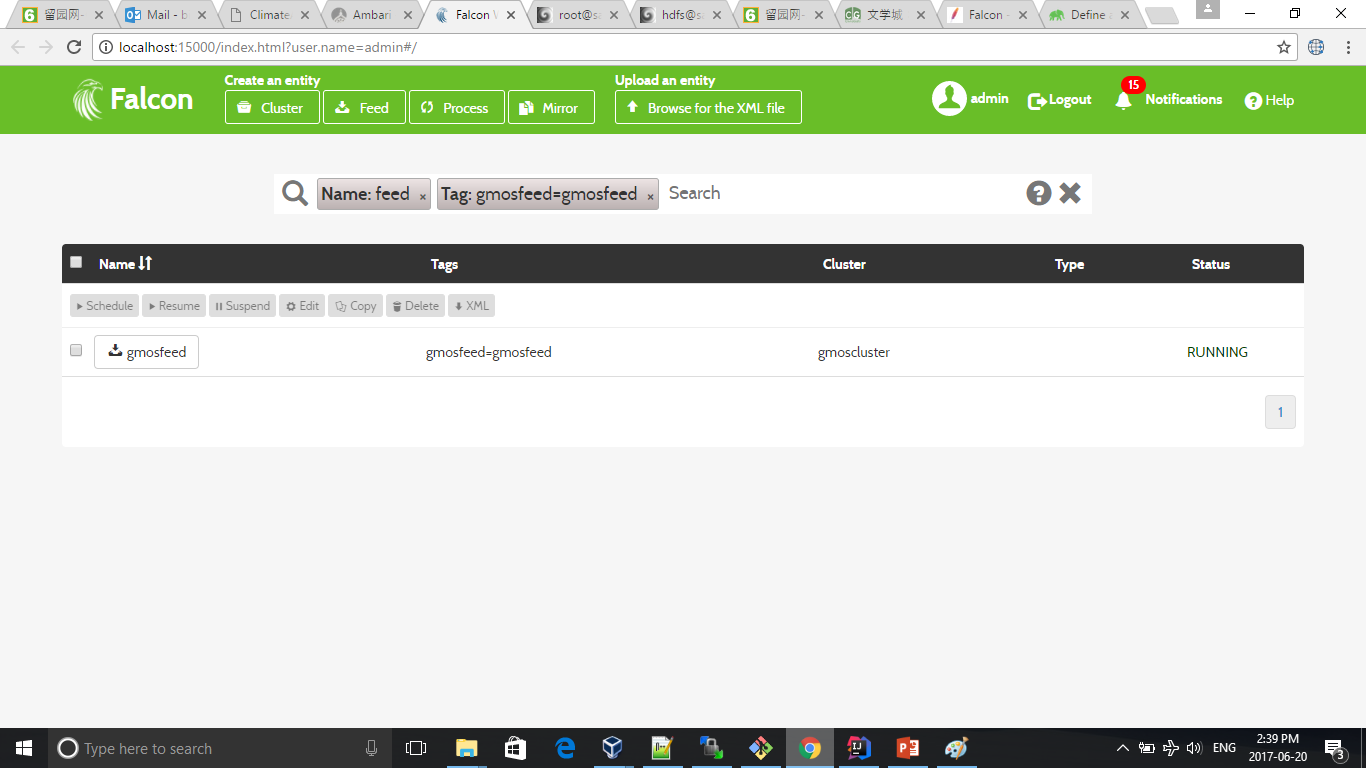 留园网- Mail - b Climate Ambari Falcon root@s hdfs@s 留园网- 文学城 Falcon - Define
localhost:15000/index.html?user.name=admin#/
Falcon
Create an entity
Cluster Feed Process Mirror
Upload an entity
Browse for the XML file
admin Logout 15 Notifications Help
Name: feed × Tag: gmosfeed=gmosfeed × Search
Name Tags Cluster Type Status
Schedule Resume Suspend Edit Copy Delete XML
gmosfeed gmosfeed=gmosfeed gmoscluster RUNNING
1
Type here to search
ENG
2:39 PM
2017-06-20
3